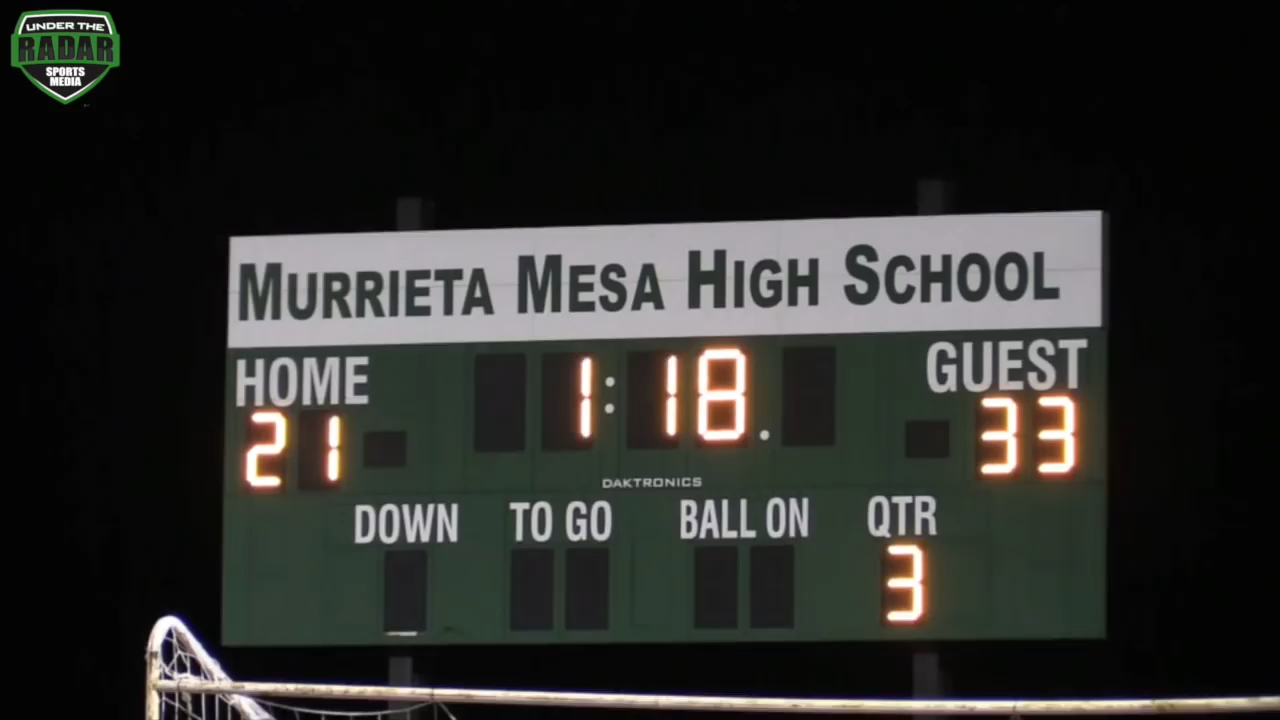 UNDER THE
RADAR
SPORTS
MEDIA
MURRIETA MESA HIGH SCHOOL
HOME 1:18. GUEST
21 33
DAKTRONICS
DOWN TO GO BALL ON QTR
3